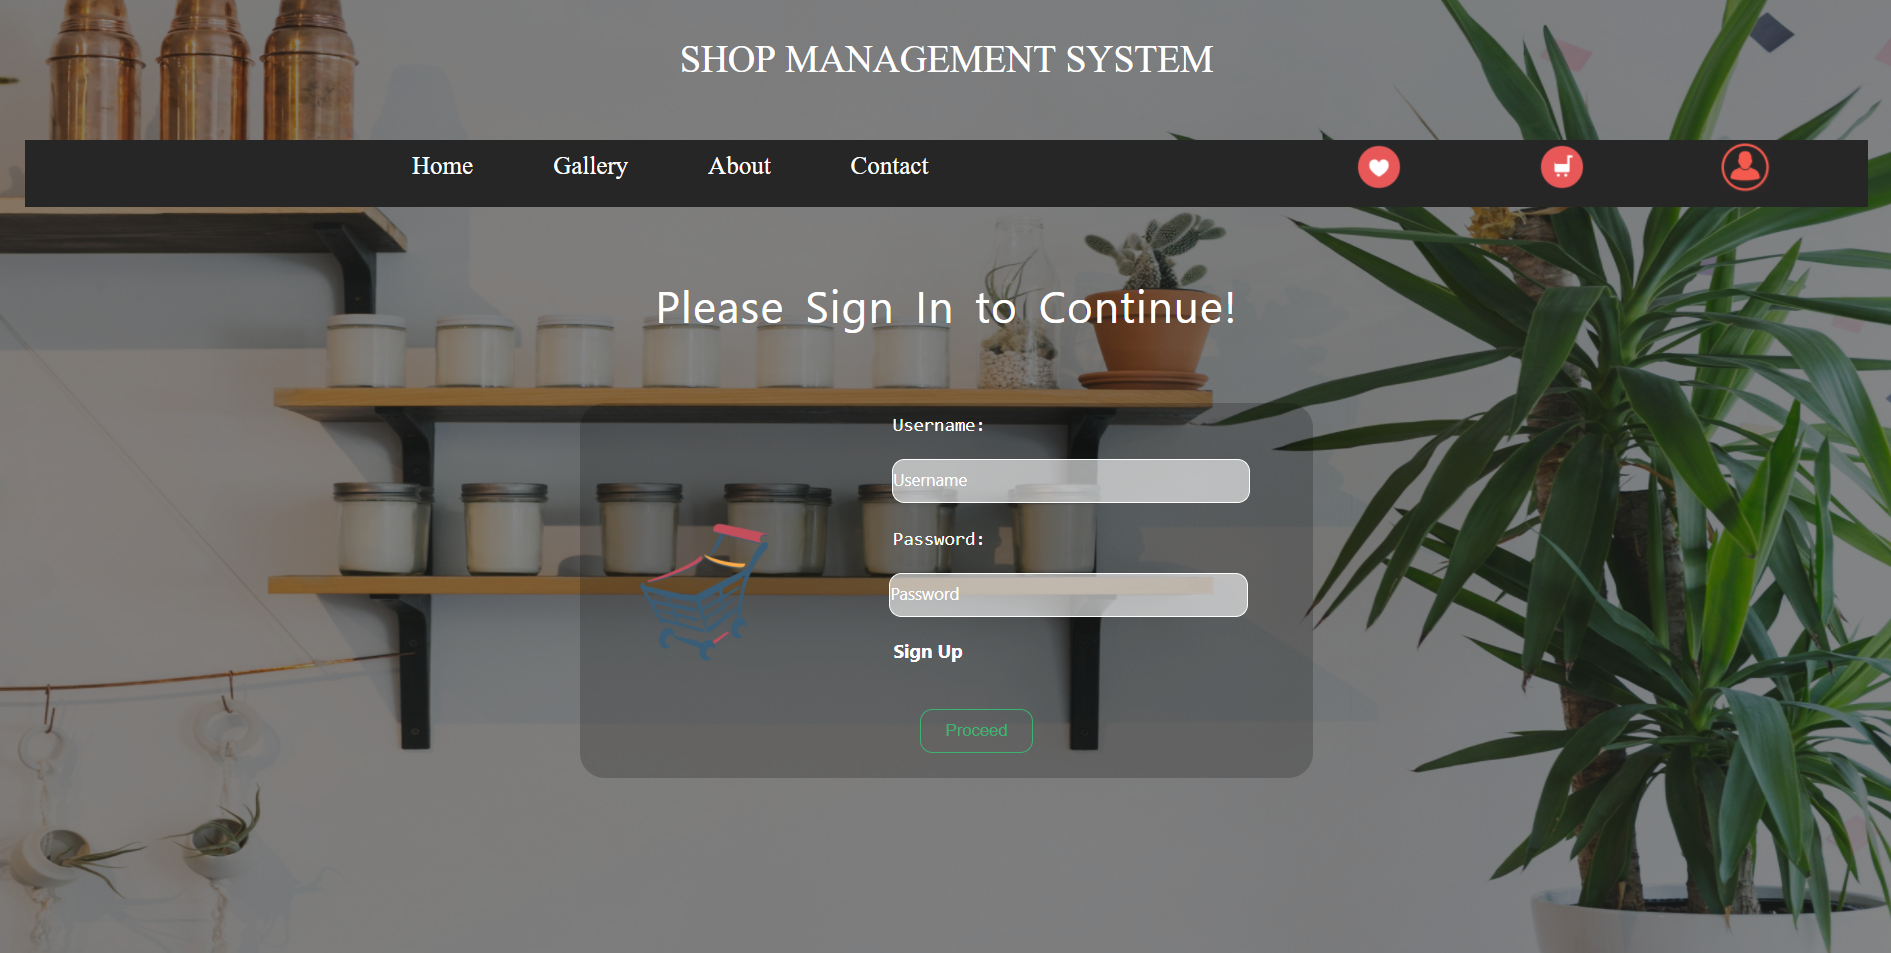 SHOP MANAGEMENT SYSTEM
Home Gallery About Contact
Please Sign In to Continue!
Username:
Username
Password:
Password
Sign Up
Proceed